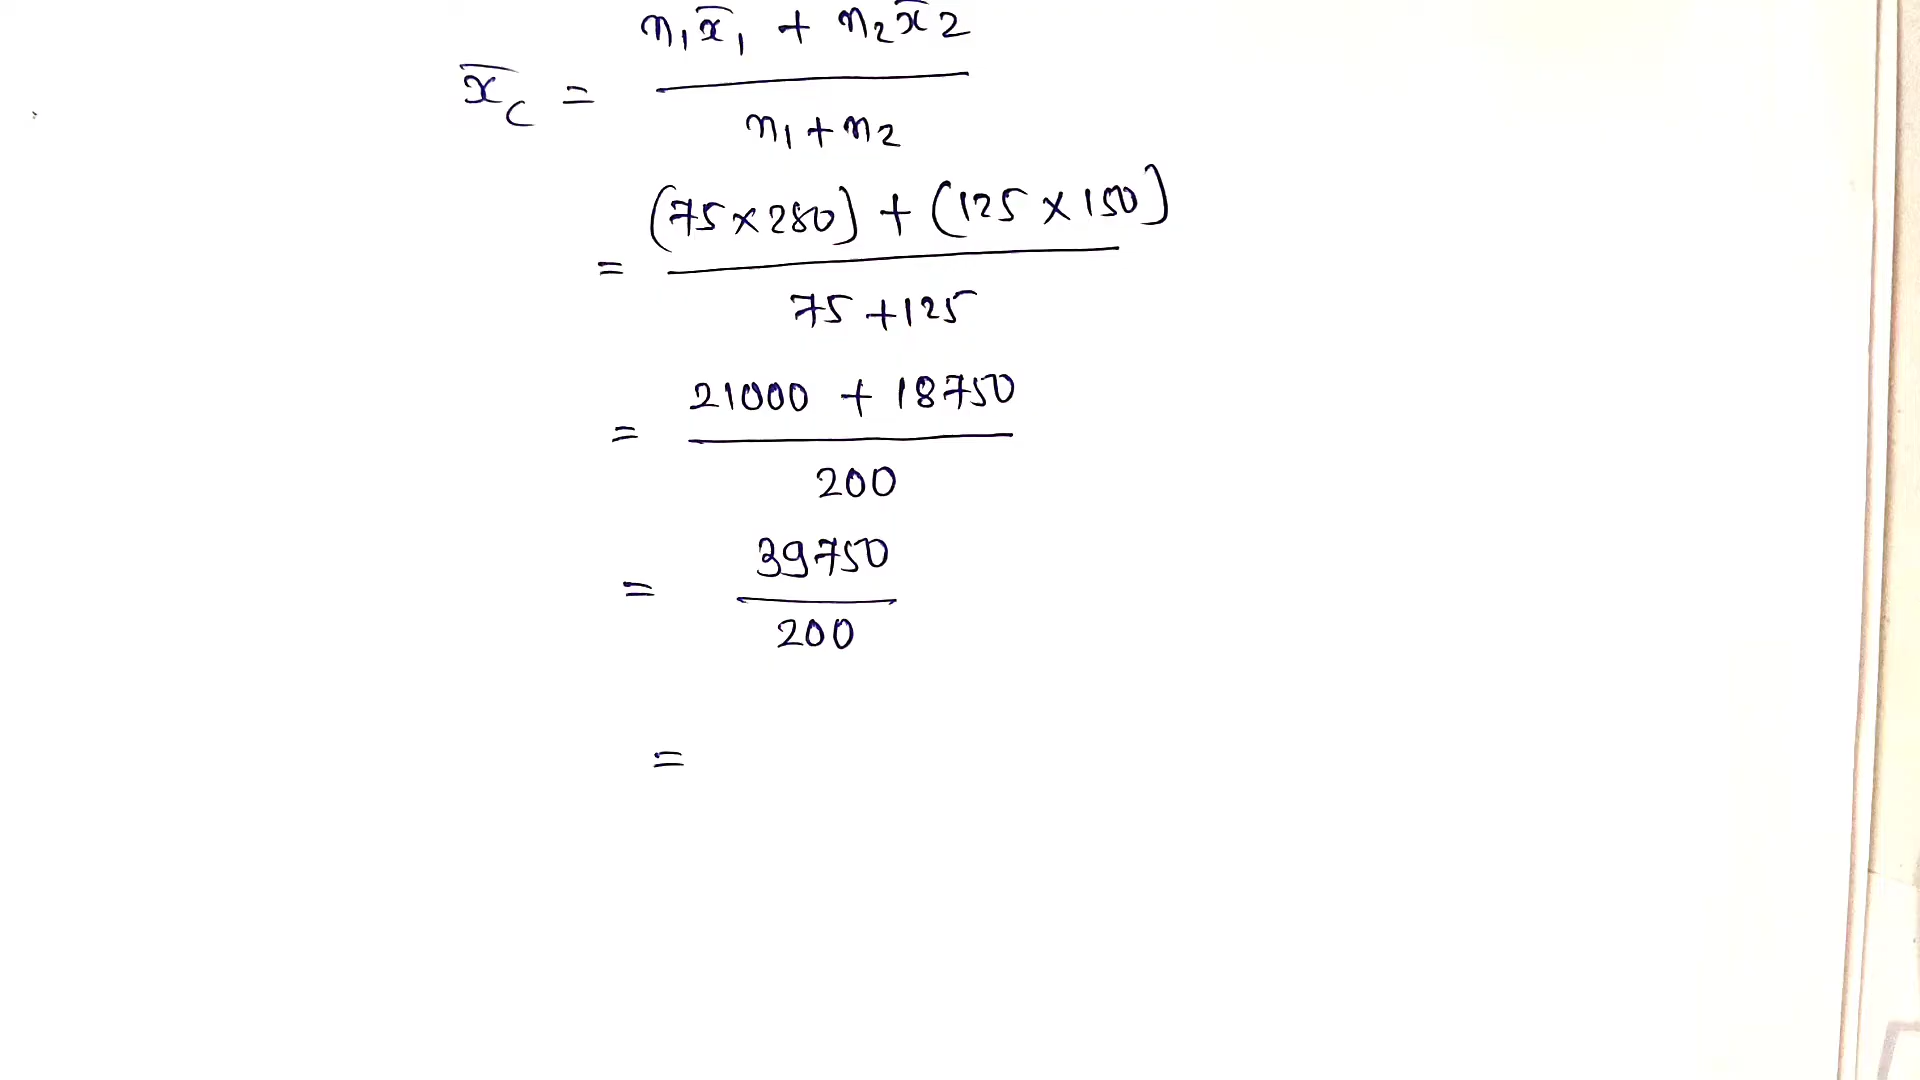 x̄c = (n₁x̄₁ + n₂x̄₂) / (n₁ + n₂)
= ((75 × 280) + (125 × 150)) / (75 + 125)
= (21000 + 18750) / 200
= 39750 / 200
=